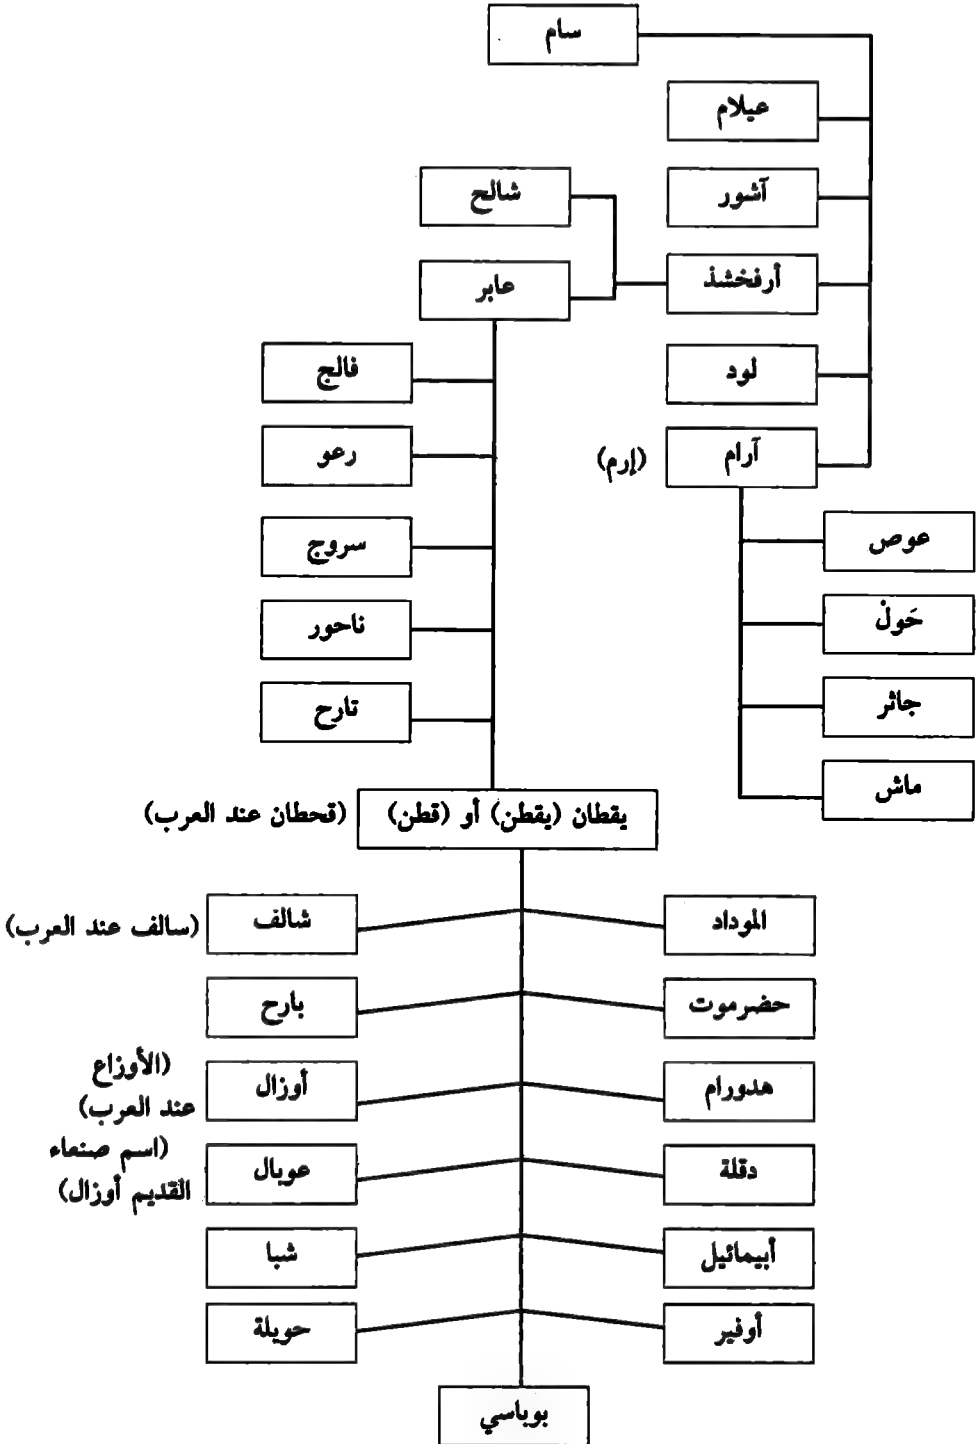 سام
عيلام
آشور
شالح
أرفخشذ
عابر
لود
فالج
آرام
(إرم)
رعو
عوص
سروج
حَولْ
ناحور
جاثر
تارح
ماش
يقطان (يقطن) أو (قطن)
(قحطان عند العرب)
الموداد
شالف
(سالف عند العرب)
حضرموت
يارح
هدورام
أوزال
(الأوزاع
عند العرب)
دقلة
عوبال
(اسم صنعاء
القديم أوزال)
أبيمائيل
شبا
أوفير
حويلة
بوباسي